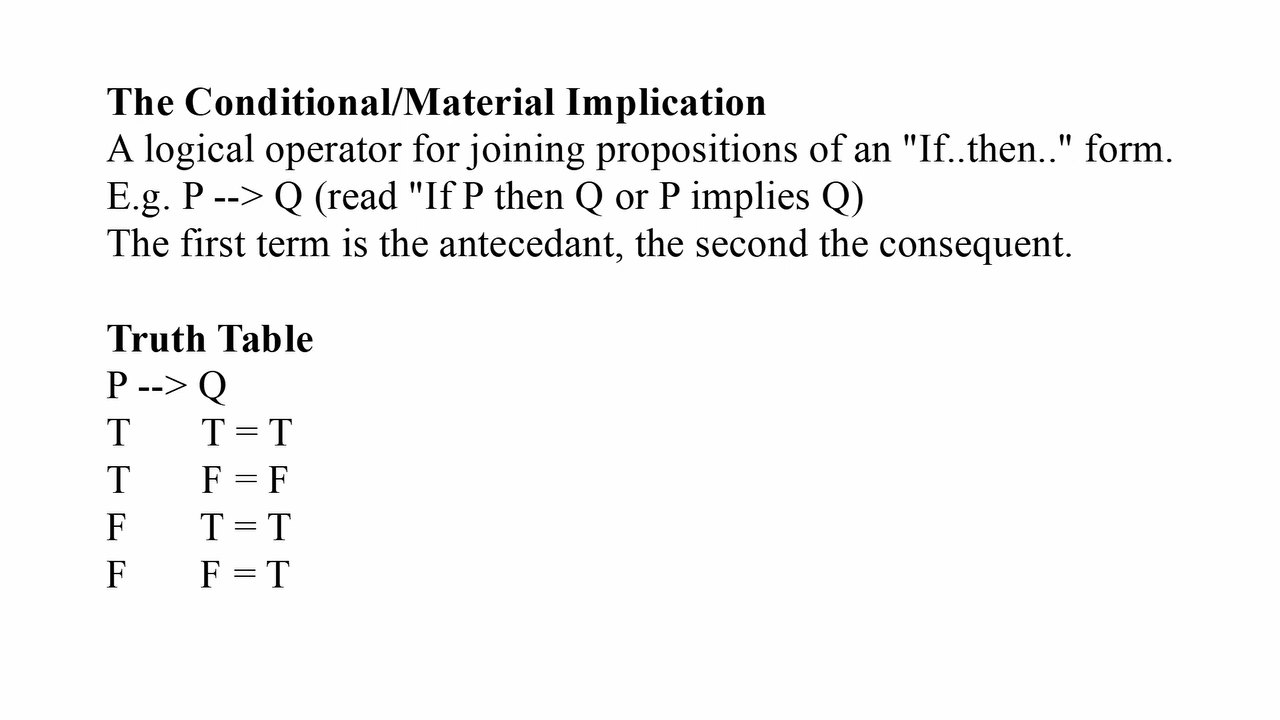 The Conditional/Material Implication
A logical operator for joining propositions of an "If..then.." form.
E.g. P --> Q (read "If P then Q or P implies Q)
The first term is the antecedant, the second the consequent.
Truth Table
P --> Q
T T = T
T F = F
F T = T
F F = T